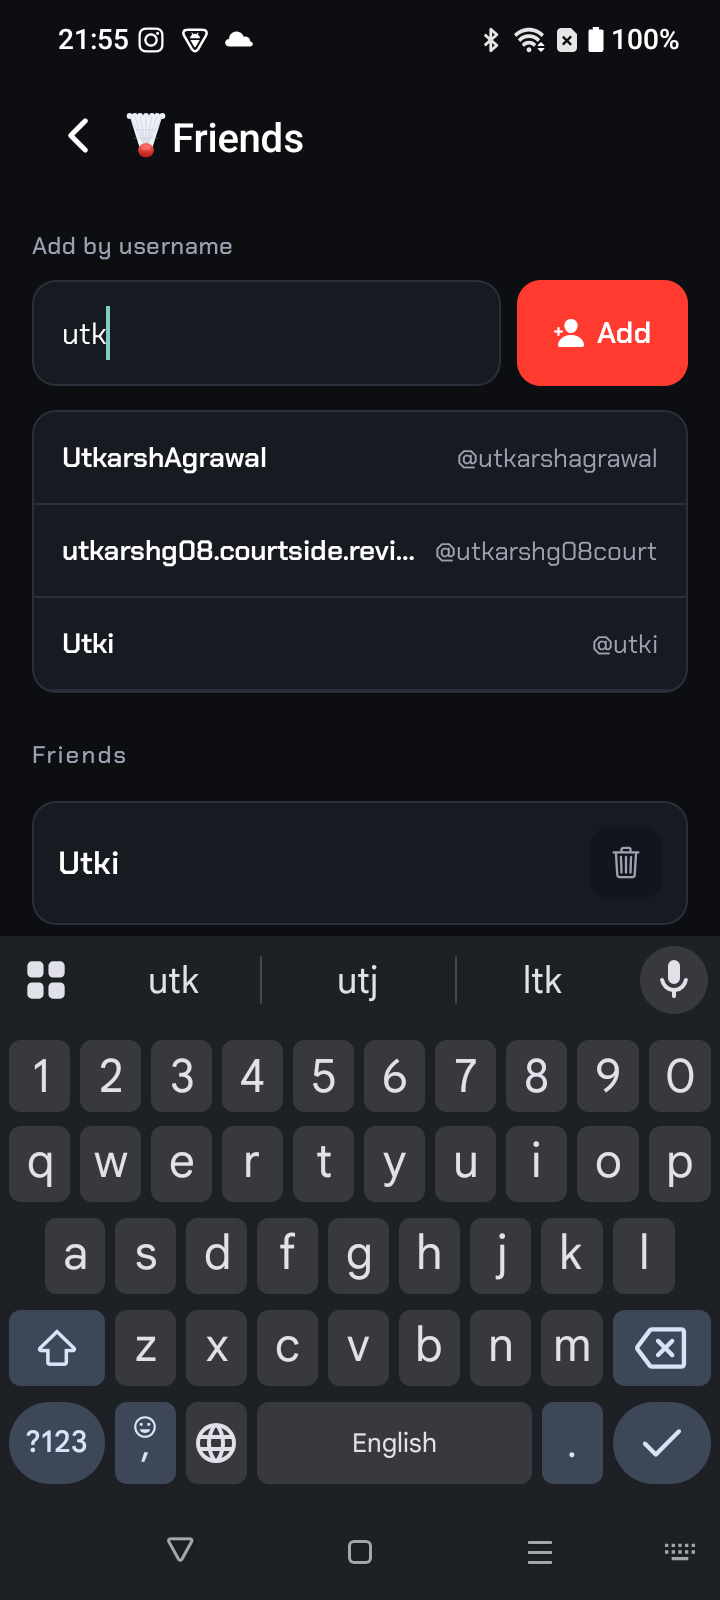 21:55 100%
Friends
Add by username
utk
Add
UtkarshAgrawal @utkarshagrawal
utkarshg08.courtside.revi... @utkarshg08court
Utki @utki
Friends
Utki
utk utj ltk
1 2 3 4 5 6 7 8 9 0
q w e r t y u i o p
a s d f g h j k l
z x c v b n m
?123 , English .